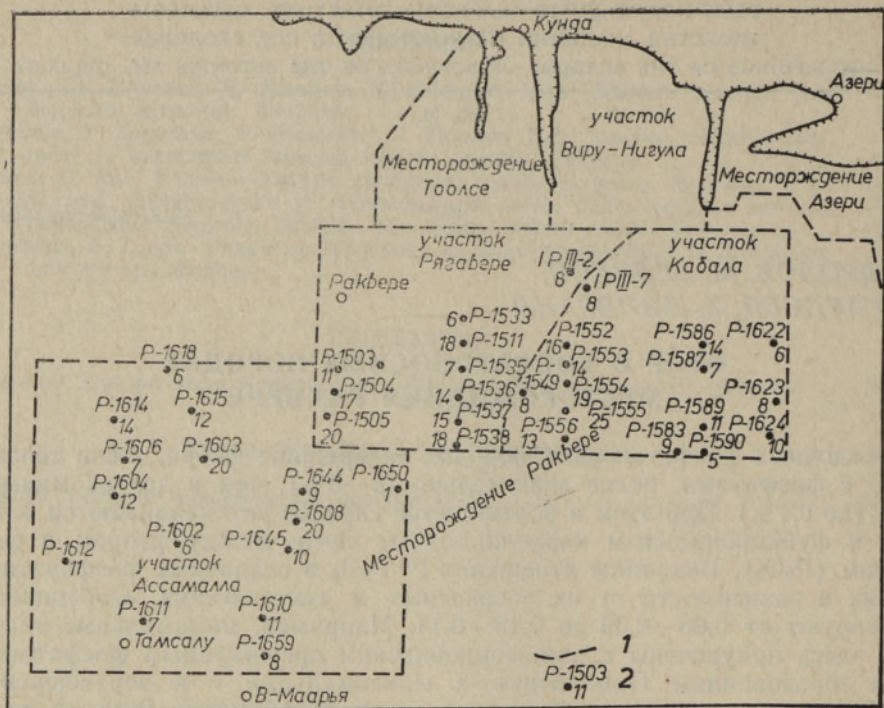 Кунда
Азери
участок
Виру-Нигула
Месторождение
Тоолсе
Месторождение
Азери
участок
Рягавере
участок
Кабала
Раквере
IPIII-2
6
IPIII-7
8
6 Р-1533
18 Р-1511
17 Р-1535
14 Р-1536
15 Р-1537
18 Р-1538
Р-1503
11
Р-1504
17
Р-1505
20
Р-1552
16 Р-1553
Р-
1549
8
14
Р-1554
19
Р-1555
25
Р-1556
13
Р-1586
14
Р-1587
7
Р-1622
6
Р-1623
8
Р-1589
11
Р-1624
10
Р-1583
9
Р-1590
5
Месторождение Раквере
Р-1618
6
Р-1614
14
Р-1615
12
Р-1606
7
Р-1603
20
Р-1604
12
Р-1644
9
Р-1650
1
Р-1608
20
Р-1602
6
Р-1645
10
Р-1612
11
участок
Ассамалла
Р-1611
7
Р-1610
11
Тамсалу
Р-1659
8
В-Маарья
1
Р-1503
11
2